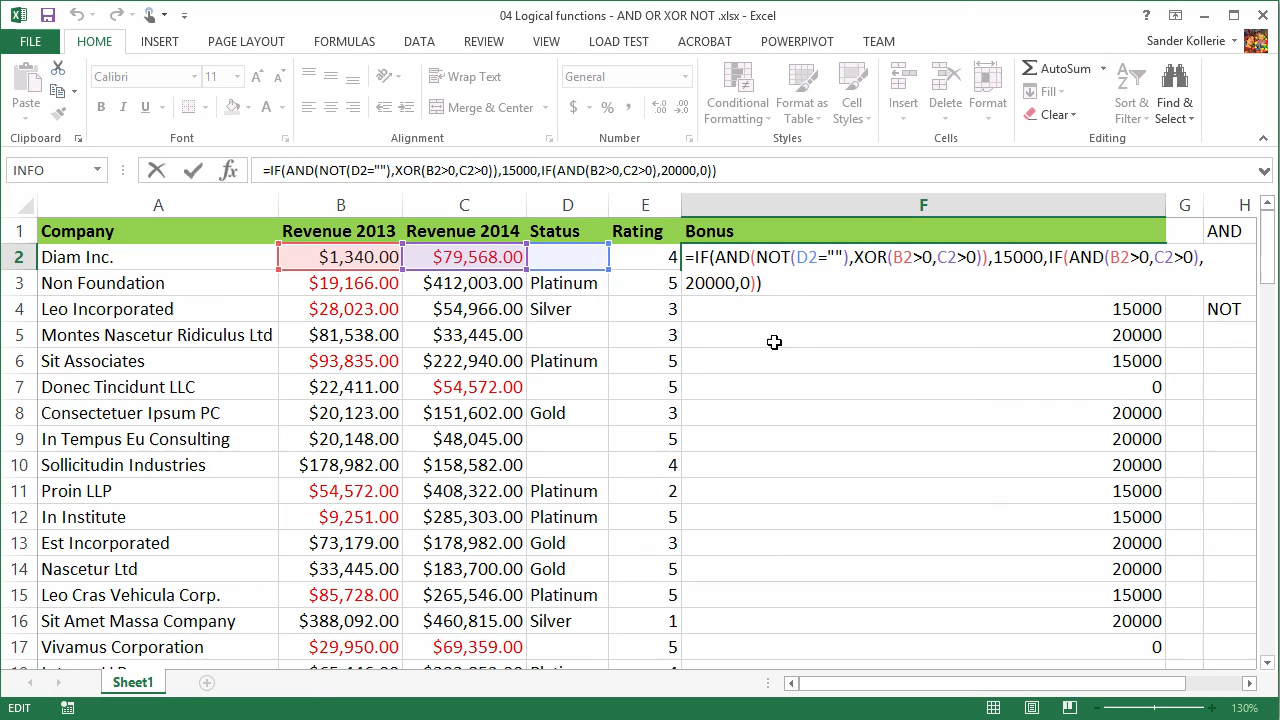 04 Logical functions - AND OR XOR NOT .xlsx - Excel
FILE HOME INSERT PAGE LAYOUT FORMULAS DATA REVIEW VIEW LOAD TEST ACROBAT POWERPIVOT TEAM Sander Kollerie
Calibri 11 Wrap Text General AutoSum
Paste Conditional Formatting Format as Table Cell Styles Insert Delete Format Fill Sort & Filter Find & Select
B I U Merge & Center $ % , Clear
Clipboard Font Alignment Number Styles Cells Editing
INFO fx =IF(AND(NOT(D2=""),XOR(B2>0,C2>0)),15000,IF(AND(B2>0,C2>0),20000,0))
A B C D E F G H
1 Company Revenue 2013 Revenue 2014 Status Rating Bonus AND
2 Diam Inc. $1,340.00 $79,568.00 4 =IF(AND(NOT(D2=""),XOR(B2>0,C2>0)),15000,IF(AND(B2>0,C2>0),
3 Non Foundation $19,166.00 $412,003.00 Platinum 5 20000,0))
4 Leo Incorporated $28,023.00 $54,966.00 Silver 3 15000 NOT
5 Montes Nascetur Ridiculus Ltd $81,538.00 $33,445.00 3 20000
6 Sit Associates $93,835.00 $222,940.00 Platinum 5 15000
7 Donec Tincidunt LLC $22,411.00 $54,572.00 5 0
8 Consectetuer Ipsum PC $20,123.00 $151,602.00 Gold 3 20000
9 In Tempus Eu Consulting $20,148.00 $48,045.00 5 20000
10 Sollicitudin Industries $178,982.00 $158,582.00 4 20000
11 Proin LLP $54,572.00 $408,322.00 Platinum 2 15000
12 In Institute $9,251.00 $285,303.00 Platinum 5 15000
13 Est Incorporated $73,179.00 $178,982.00 Gold 3 20000
14 Nascetur Ltd $33,445.00 $183,700.00 Gold 5 20000
15 Leo Cras Vehicula Corp. $85,728.00 $265,546.00 Platinum 5 15000
16 Sit Amet Massa Company $388,092.00 $460,815.00 Silver 1 20000
17 Vivamus Corporation $29,950.00 $69,359.00 5 0
Sheet1
EDIT 130%